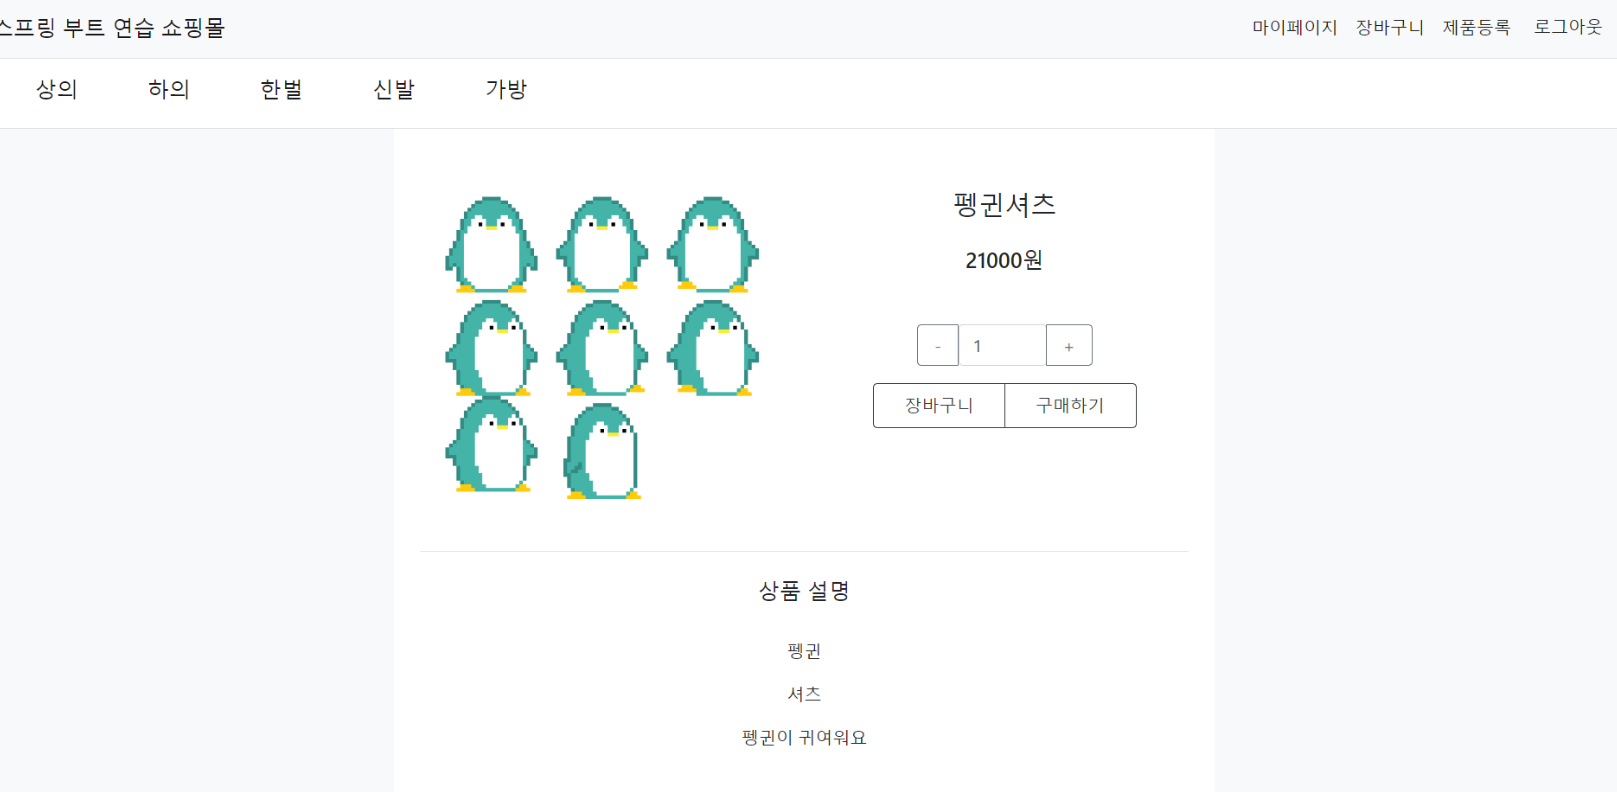 스프링 부트 연습 쇼핑몰
마이페이지 장바구니 제품등록 로그아웃
상의 하의 한벌 신발 가방
펭귄셔츠
21000원
- 1 +
장바구니 구매하기
상품 설명
펭귄
셔츠
펭귄이 귀여워요